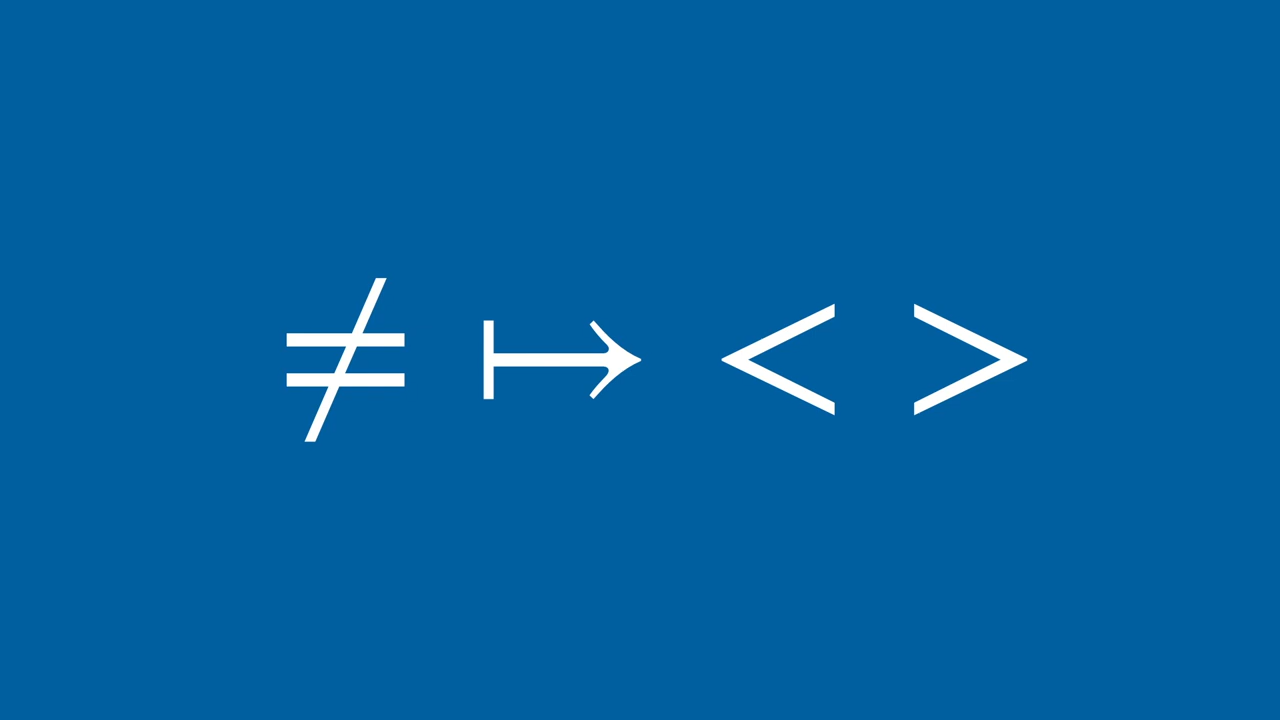 ≠ ↦ < >